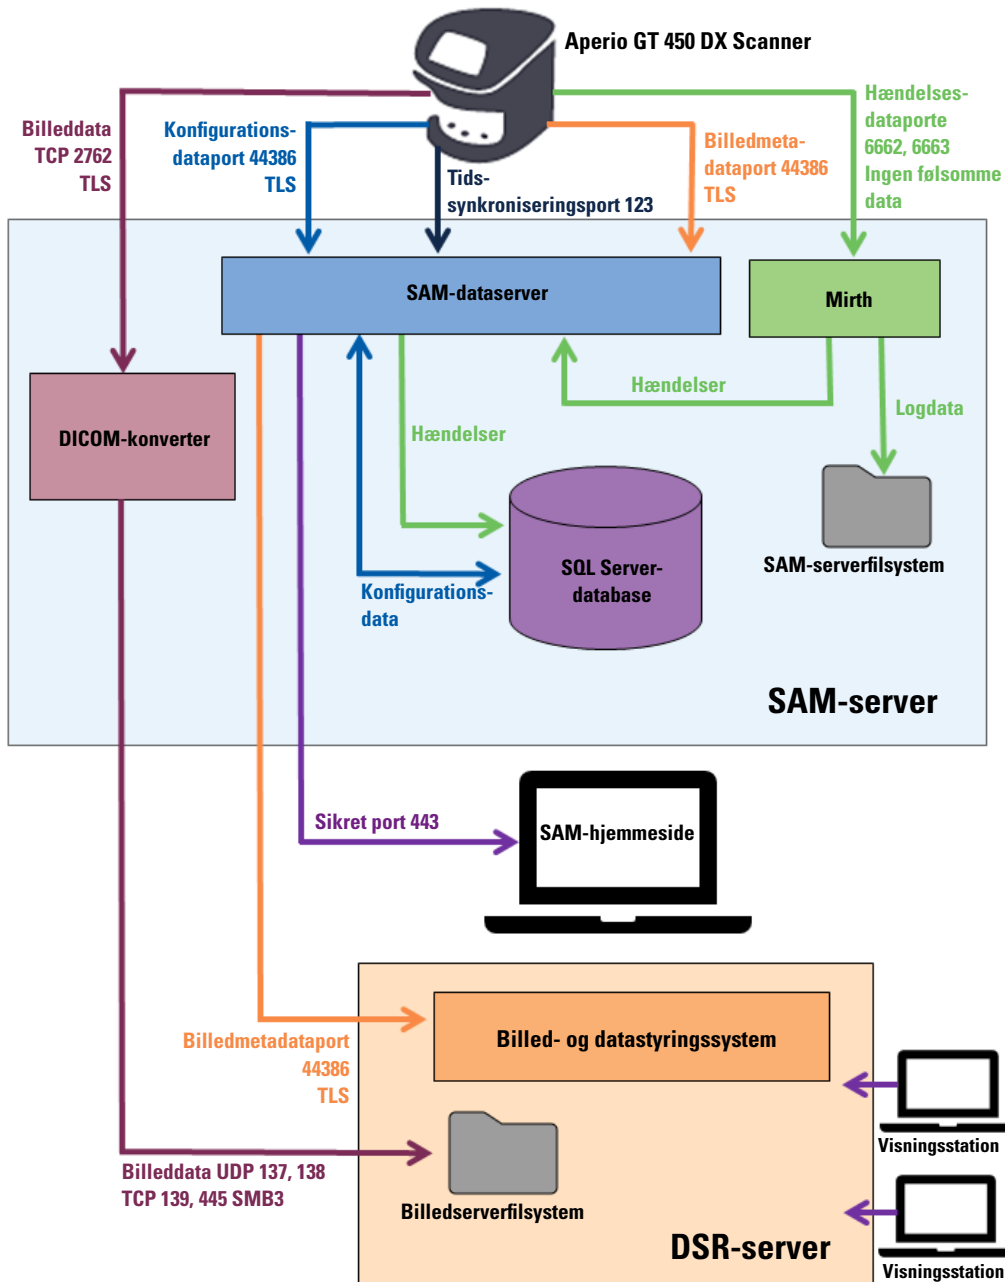 Aperio GT 450 DX Scanner
Billeddata
TCP 2762
TLS
Konfigurations-
dataport 44386
TLS
Tids-
synkroniseringsport 123
Billedmeta-
dataport 44386
TLS
Hændelses-
dataporte
6662, 6663
Ingen følsomme
data
SAM-dataserver
Mirth
DICOM-konverter
Hændelser
Hændelser
Logdata
SQL Server-
database
SAM-serverfilsystem
Konfigurations-
data
SAM-server
Sikret port 443
SAM-hjemmeside
Billed- og datastyringssystem
Billedmetadataport
44386
TLS
Visningsstation
Billeddata UDP 137, 138
TCP 139, 445 SMB3
Billedserverfilsystem
DSR-server
Visningsstation